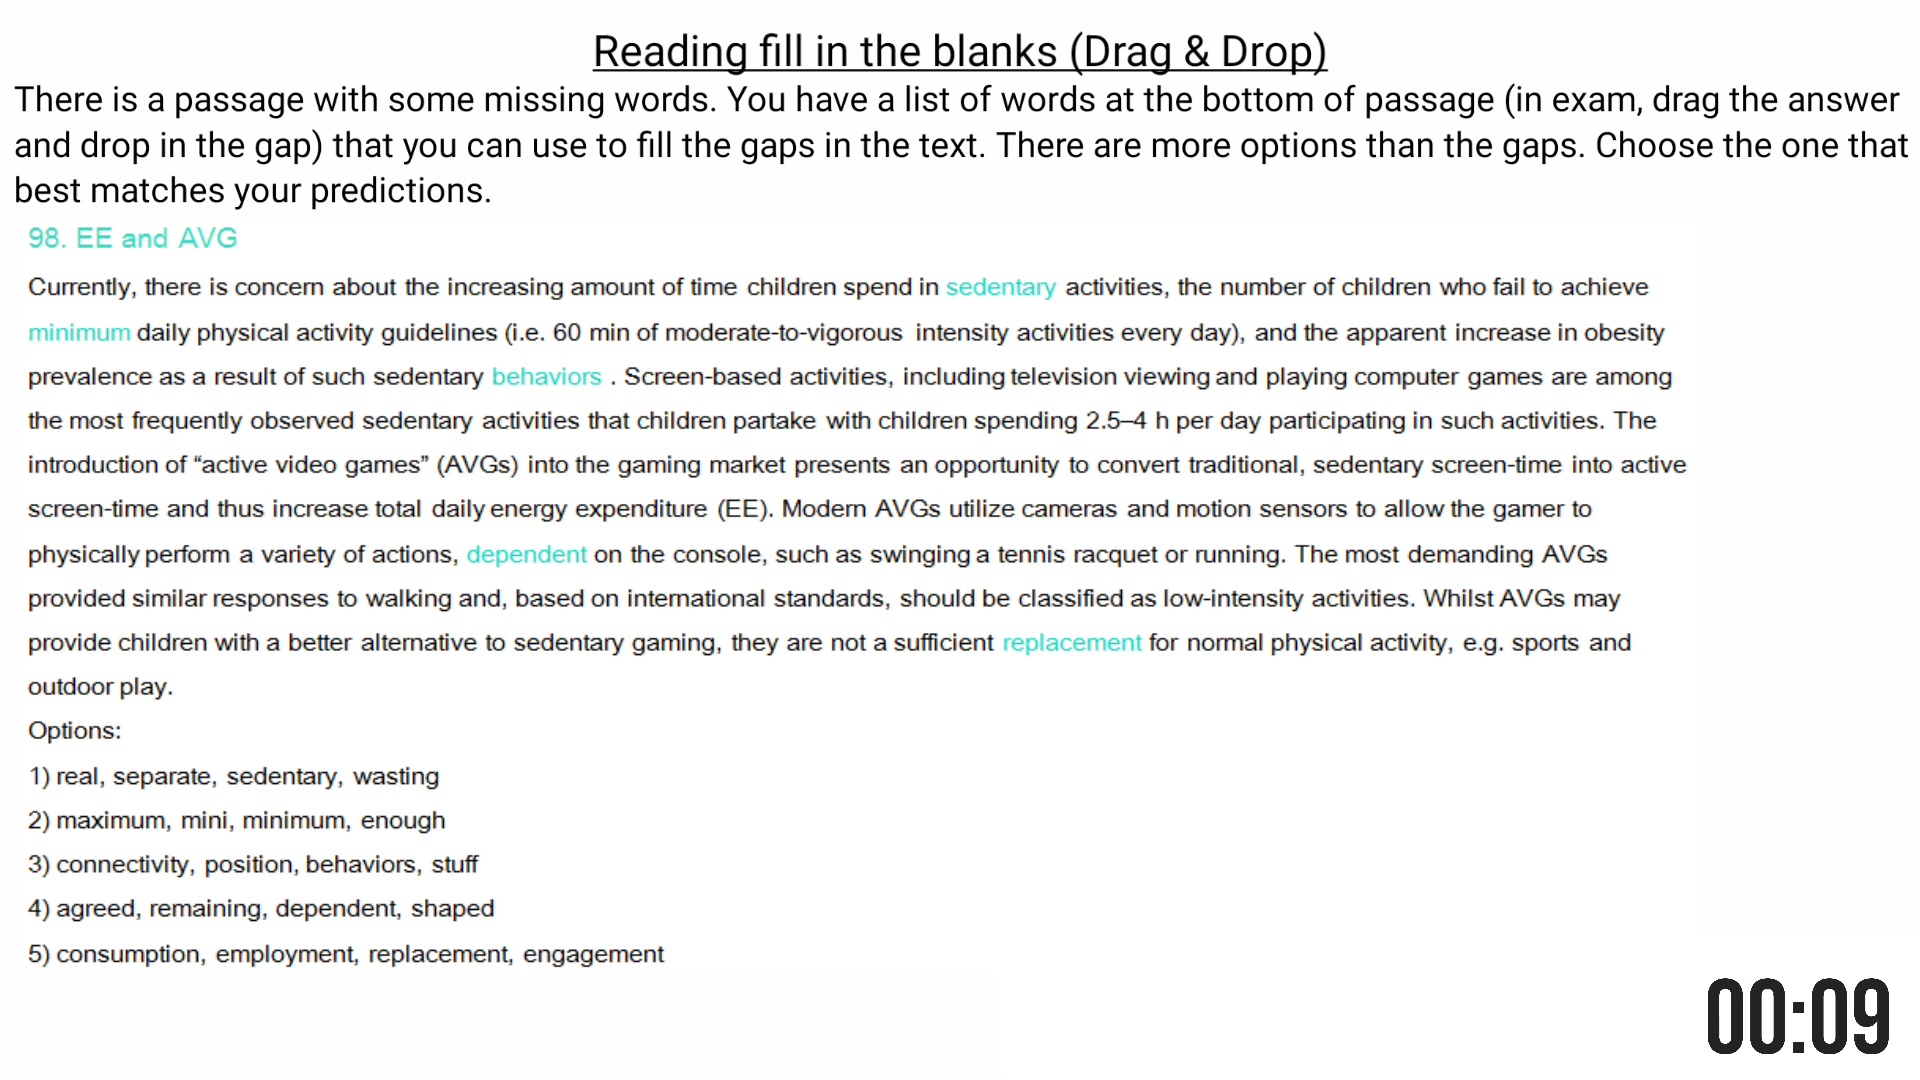 Reading fill in the blanks (Drag & Drop)
There is a passage with some missing words. You have a list of words at the bottom of passage (in exam, drag the answer
and drop in the gap) that you can use to fill the gaps in the text. There are more options than the gaps. Choose the one that
best matches your predictions.
98. EE and AVG
Currently, there is concern about the increasing amount of time children spend in sedentary activities, the number of children who fail to achieve
minimum daily physical activity guidelines (i.e. 60 min of moderate-to-vigorous intensity activities every day), and the apparent increase in obesity
prevalence as a result of such sedentary behaviors . Screen-based activities, including television viewing and playing computer games are among
the most frequently observed sedentary activities that children partake with children spending 2.5–4 h per day participating in such activities. The
introduction of “active video games” (AVGs) into the gaming market presents an opportunity to convert traditional, sedentary screen-time into active
screen-time and thus increase total daily energy expenditure (EE). Modern AVGs utilize cameras and motion sensors to allow the gamer to
physically perform a variety of actions, dependent on the console, such as swinging a tennis racquet or running. The most demanding AVGs
provided similar responses to walking and, based on international standards, should be classified as low-intensity activities. Whilst AVGs may
provide children with a better alternative to sedentary gaming, they are not a sufficient replacement for normal physical activity, e.g. sports and
outdoor play.
Options:
1) real, separate, sedentary, wasting
2) maximum, mini, minimum, enough
3) connectivity, position, behaviors, stuff
4) agreed, remaining, dependent, shaped
5) consumption, employment, replacement, engagement
00:09